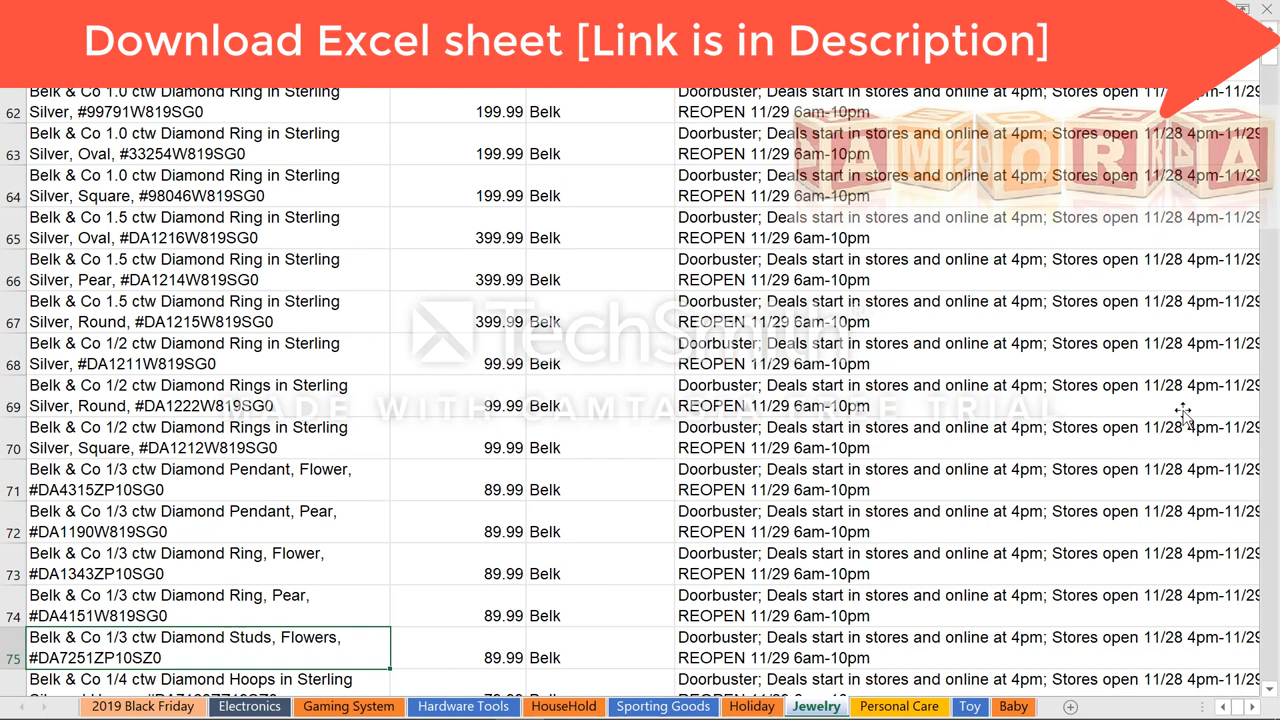 Download Excel sheet [Link is in Description]
Belk & Co 1.0 ctw Diamond Ring in Sterling Doorbuster; Deals start in stores and online at 4pm; Stores open 11/28 4pm-11/29
62 Silver, #99791W819SG0 199.99 Belk REOPEN 11/29 6am-10pm
Belk & Co 1.0 ctw Diamond Ring in Sterling Doorbuster; Deals start in stores and online at 4pm; Stores open 11/28 4pm-11/29
63 Silver, Oval, #33254W819SG0 199.99 Belk REOPEN 11/29 6am-10pm
Belk & Co 1.0 ctw Diamond Ring in Sterling Doorbuster; Deals start in stores and online at 4pm; Stores open 11/28 4pm-11/29
64 Silver, Square, #98046W819SG0 199.99 Belk REOPEN 11/29 6am-10pm
Belk & Co 1.5 ctw Diamond Ring in Sterling Doorbuster; Deals start in stores and online at 4pm; Stores open 11/28 4pm-11/29
65 Silver, Oval, #DA1216W819SG0 399.99 Belk REOPEN 11/29 6am-10pm
Belk & Co 1.5 ctw Diamond Ring in Sterling Doorbuster; Deals start in stores and online at 4pm; Stores open 11/28 4pm-11/29
66 Silver, Pear, #DA1214W819SG0 399.99 Belk REOPEN 11/29 6am-10pm
Belk & Co 1.5 ctw Diamond Ring in Sterling Doorbuster; Deals start in stores and online at 4pm; Stores open 11/28 4pm-11/29
67 Silver, Round, #DA1215W819SG0 399.99 Belk REOPEN 11/29 6am-10pm
TechSmith
Belk & Co 1/2 ctw Diamond Ring in Sterling Doorbuster; Deals start in stores and online at 4pm; Stores open 11/28 4pm-11/29
68 Silver, #DA1211W819SG0 99.99 Belk REOPEN 11/29 6am-10pm
Belk & Co 1/2 ctw Diamond Rings in Sterling Doorbuster; Deals start in stores and online at 4pm; Stores open 11/28 4pm-11/29
69 Silver, Round, #DA1222W819SG0 99.99 Belk REOPEN 11/29 6am-10pm
MADE WITH CAMTASIA FREE TRIAL
Belk & Co 1/2 ctw Diamond Rings in Sterling Doorbuster; Deals start in stores and online at 4pm; Stores open 11/28 4pm-11/29
70 Silver, Square, #DA1212W819SG0 99.99 Belk REOPEN 11/29 6am-10pm
Belk & Co 1/3 ctw Diamond Pendant, Flower, Doorbuster; Deals start in stores and online at 4pm; Stores open 11/28 4pm-11/29
71 #DA4315ZP10SG0 89.99 Belk REOPEN 11/29 6am-10pm
Belk & Co 1/3 ctw Diamond Pendant, Pear, Doorbuster; Deals start in stores and online at 4pm; Stores open 11/28 4pm-11/29
72 #DA1190W819SG0 89.99 Belk REOPEN 11/29 6am-10pm
Belk & Co 1/3 ctw Diamond Ring, Flower, Doorbuster; Deals start in stores and online at 4pm; Stores open 11/28 4pm-11/29
73 #DA1343ZP10SG0 89.99 Belk REOPEN 11/29 6am-10pm
Belk & Co 1/3 ctw Diamond Ring, Pear, Doorbuster; Deals start in stores and online at 4pm; Stores open 11/28 4pm-11/29
74 #DA4151W819SG0 89.99 Belk REOPEN 11/29 6am-10pm
Belk & Co 1/3 ctw Diamond Studs, Flowers, Doorbuster; Deals start in stores and online at 4pm; Stores open 11/28 4pm-11/29
75 #DA7251ZP10SZ0 89.99 Belk REOPEN 11/29 6am-10pm
Belk & Co 1/4 ctw Diamond Hoops in Sterling Doorbuster; Deals start in stores and online at 4pm; Stores open 11/28 4pm-11/29
2019 Black Friday Electronics Gaming System Hardware Tools HouseHold Sporting Goods Holiday Jewelry Personal Care Toy Baby